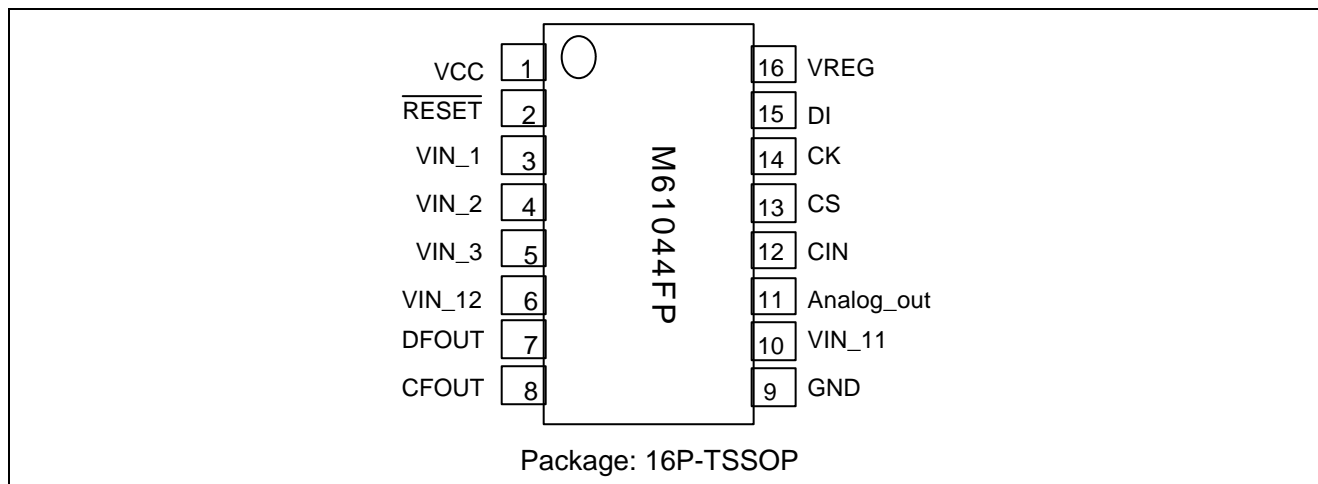 VCC 1 16 VREG
RESET 2 15 DI
VIN_1 3 14 CK
VIN_2 4 13 CS
VIN_3 5 12 CIN
VIN_12 6 11 Analog_out
DFOUT 7 10 VIN_11
CFOUT 8 9 GND
M61044FP
Package: 16P-TSSOP